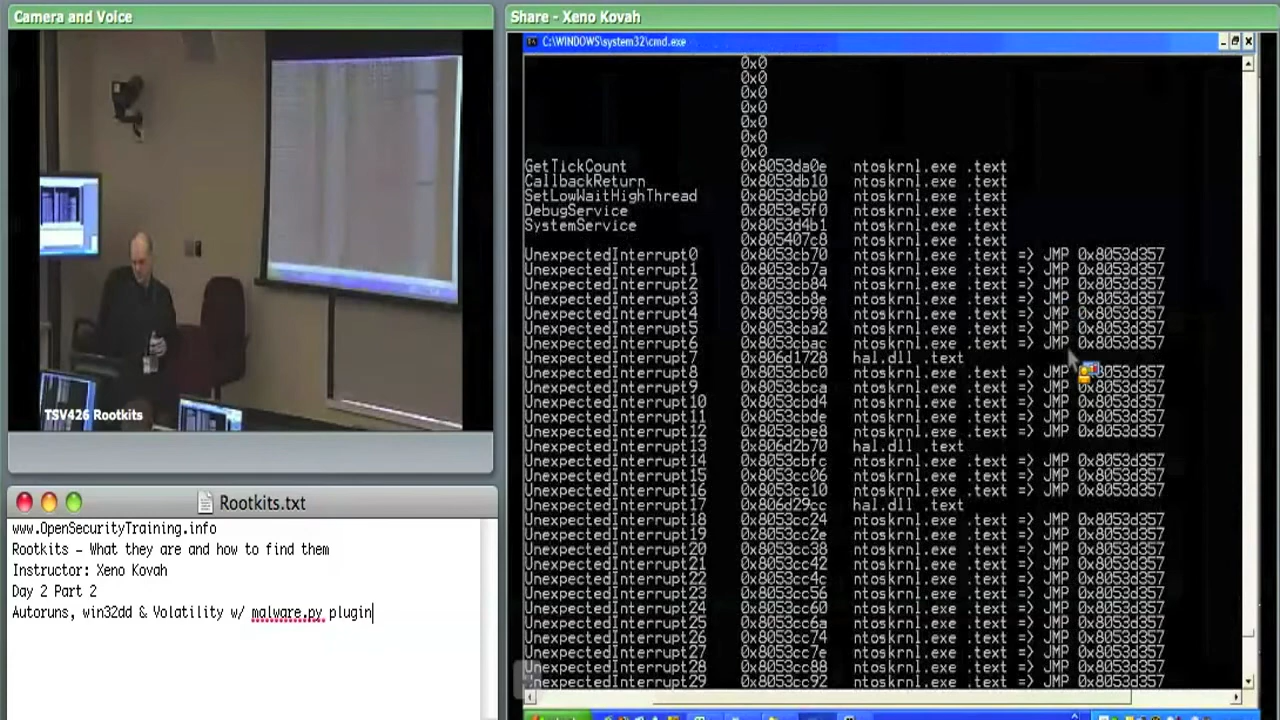 Camera and Voice
TSV426 Rootkits
Rootkits.txt
www.OpenSecurityTraining.info
Rootkits – What they are and how to find them
Instructor: Xeno Kovah
Day 2 Part 2
Autoruns, win32dd & Volatility w/ malware.py plugin
Share - Xeno Kovah
C:\WINDOWS\system32\cmd.exe
0x0
0x0
0x0
0x0
0x0
0x0
0x0
GetTickCount 0x8053da0e ntoskrnl.exe .text
CallbackReturn 0x8053db10 ntoskrnl.exe .text
SetLowWaitHighThread 0x8053dcb0 ntoskrnl.exe .text
DebugService 0x8053e5f0 ntoskrnl.exe .text
SystemService 0x8053d4b1 ntoskrnl.exe .text
0x805407c8 ntoskrnl.exe .text
UnexpectedInterrupt0 0x8053cb70 ntoskrnl.exe .text => JMP 0x8053d357
UnexpectedInterrupt1 0x8053cb7a ntoskrnl.exe .text => JMP 0x8053d357
UnexpectedInterrupt2 0x8053cb84 ntoskrnl.exe .text => JMP 0x8053d357
UnexpectedInterrupt3 0x8053cb8e ntoskrnl.exe .text => JMP 0x8053d357
UnexpectedInterrupt4 0x8053cb98 ntoskrnl.exe .text => JMP 0x8053d357
UnexpectedInterrupt5 0x8053cba2 ntoskrnl.exe .text => JMP 0x8053d357
UnexpectedInterrupt6 0x8053cbac ntoskrnl.exe .text => JMP 0x8053d357
UnexpectedInterrupt7 0x806d1728 hal.dll .text
UnexpectedInterrupt8 0x8053cbc0 ntoskrnl.exe .text => JMP 8053d357
UnexpectedInterrupt9 0x8053cbca ntoskrnl.exe .text => JMP 0x8053d357
UnexpectedInterrupt10 0x8053cbd4 ntoskrnl.exe .text => JMP 0x8053d357
UnexpectedInterrupt11 0x8053cbde ntoskrnl.exe .text => JMP 0x8053d357
UnexpectedInterrupt12 0x8053cbe8 ntoskrnl.exe .text => JMP 0x8053d357
UnexpectedInterrupt13 0x806d2b70 hal.dll .text
UnexpectedInterrupt14 0x8053cbfc ntoskrnl.exe .text => JMP 0x8053d357
UnexpectedInterrupt15 0x8053cc06 ntoskrnl.exe .text => JMP 0x8053d357
UnexpectedInterrupt16 0x8053cc10 ntoskrnl.exe .text => JMP 0x8053d357
UnexpectedInterrupt17 0x806d29cc hal.dll .text
UnexpectedInterrupt18 0x8053cc24 ntoskrnl.exe .text => JMP 0x8053d357
UnexpectedInterrupt19 0x8053cc2e ntoskrnl.exe .text => JMP 0x8053d357
UnexpectedInterrupt20 0x8053cc38 ntoskrnl.exe .text => JMP 0x8053d357
UnexpectedInterrupt21 0x8053cc42 ntoskrnl.exe .text => JMP 0x8053d357
UnexpectedInterrupt22 0x8053cc4c ntoskrnl.exe .text => JMP 0x8053d357
UnexpectedInterrupt23 0x8053cc56 ntoskrnl.exe .text => JMP 0x8053d357
UnexpectedInterrupt24 0x8053cc60 ntoskrnl.exe .text => JMP 0x8053d357
UnexpectedInterrupt25 0x8053cc6a ntoskrnl.exe .text => JMP 0x8053d357
UnexpectedInterrupt26 0x8053cc74 ntoskrnl.exe .text => JMP 0x8053d357
UnexpectedInterrupt27 0x8053cc7e ntoskrnl.exe .text => JMP 0x8053d357
UnexpectedInterrupt28 0x8053cc88 ntoskrnl.exe .text => JMP 0x8053d357
UnexpectedInterrupt29 0x8053cc92 ntoskrnl.exe .text => JMP 0x8053d357